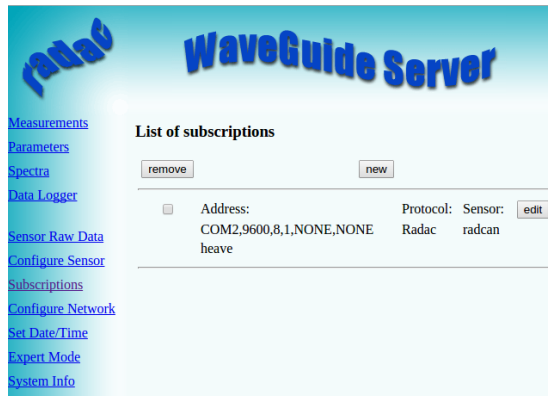 radac
WaveGuide Server
Measurements
Parameters
Spectra
Data Logger
Sensor Raw Data
Configure Sensor
Subscriptions
Configure Network
Set Date/Time
Expert Mode
System Info
List of subscriptions
remove new
Address: Protocol: Sensor: edit
COM2,9600,8,1,NONE,NONE Radac radcan
heave